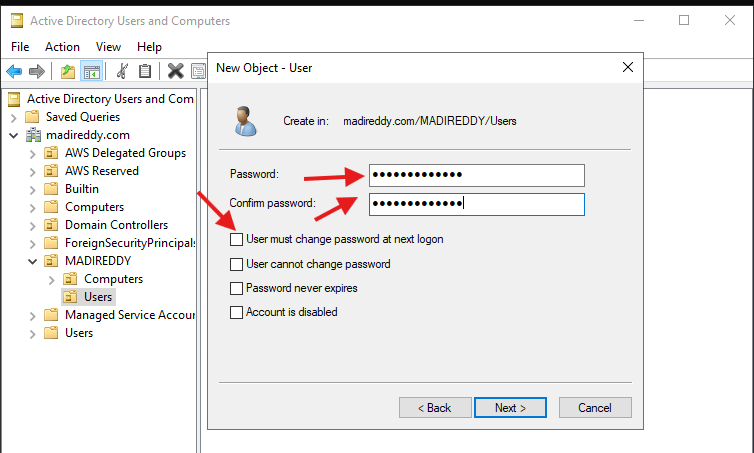 Active Directory Users and Computers
File Action View Help
Active Directory Users and Com
Saved Queries
madireddy.com
AWS Delegated Groups
AWS Reserved
Builtin
Computers
Domain Controllers
ForeignSecurityPrincipals
MADIREDDY
Computers
Users
Managed Service Accour
Users
New Object - User
Create in: madireddy.com/MADIREDDY/Users
Password: ●●●●●●●●●●●●●
Confirm password: ●●●●●●●●●●●●●
User must change password at next logon
User cannot change password
Password never expires
Account is disabled
< Back Next > Cancel